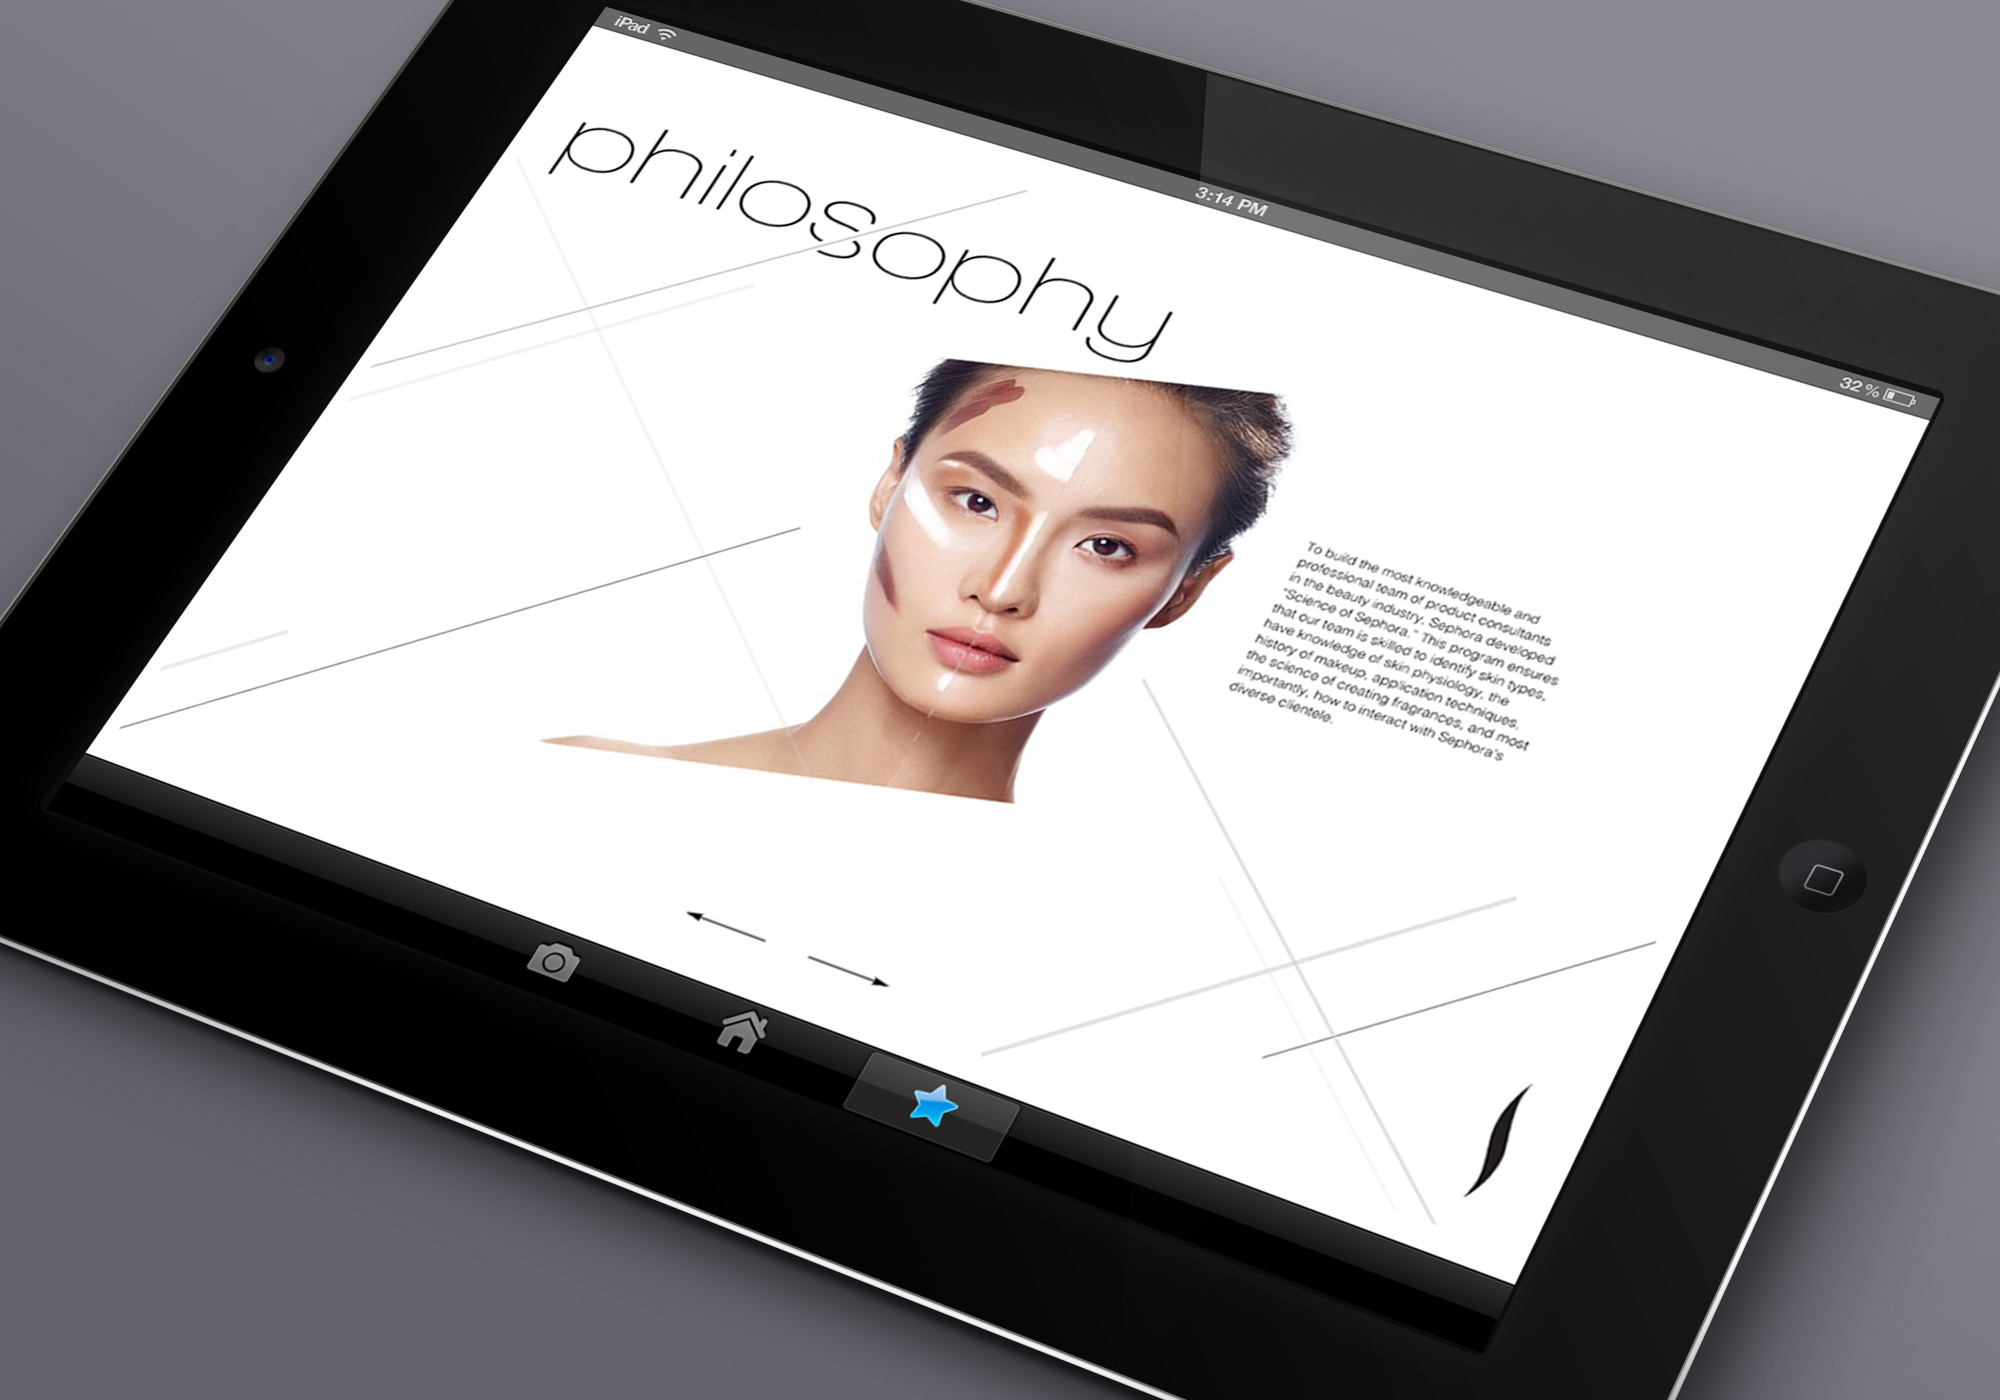 iPad
3:14 PM
32 %
philosophy
To build the most knowledgeable and
professional team of product consultants
in the beauty industry, Sephora developed
"Science of Sephora." This program ensures
that our team is skilled to identify skin types,
have knowledge of skin physiology, the
history of makeup, application techniques,
the science of creating fragrances, and most
importantly, how to interact with Sephora's
diverse clientele.